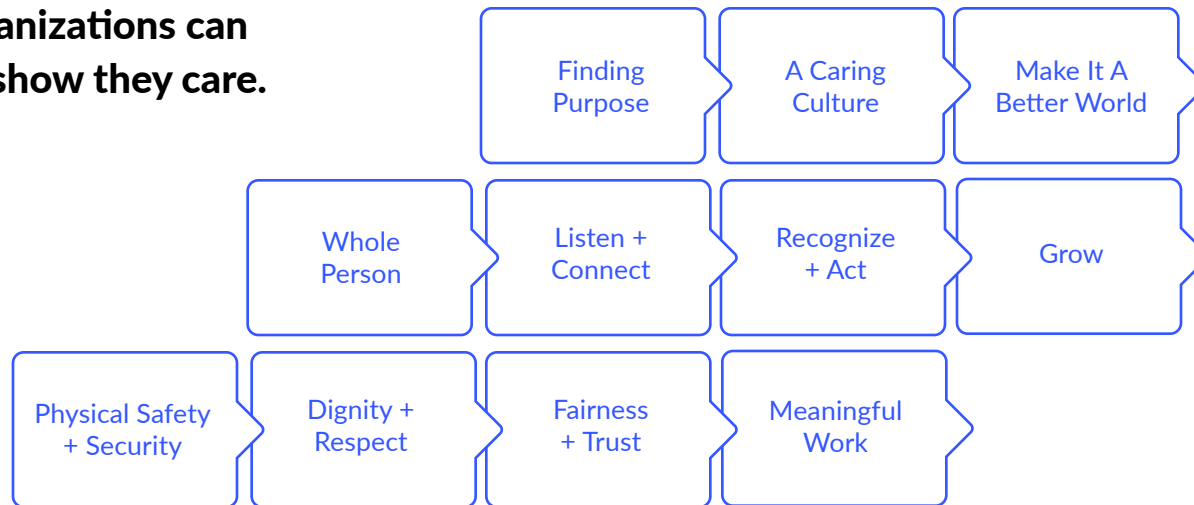 anizations can
show they care.
Finding
Purpose
A Caring
Culture
Make It A
Better World
Whole
Person
Listen +
Connect
Recognize
+ Act
Grow
Physical Safety
+ Security
Dignity +
Respect
Fairness
+ Trust
Meaningful
Work